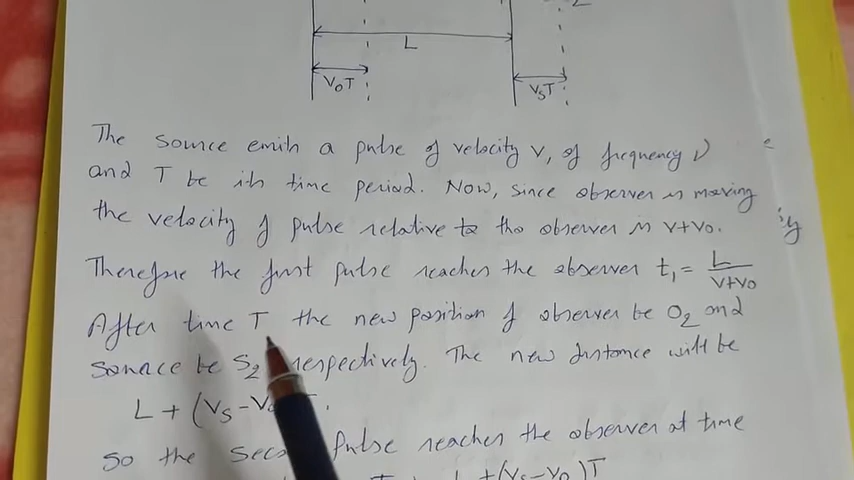 L
V₀T
VₛT
The source emits a pulse of velocity V, of frequency ν
and T be its time period. Now, since observer is moving
the velocity of pulse relative to the observer is V+V₀.
Therefore the first pulse reaches the observer t₁ = L/(V+V₀)
After time T the new position of observer be O₂ and
source be S₂ respectively. The new distance will be
L + (Vₛ-V₀
So the pulse reaches the observer at time
+(Vₛ-V₀)T